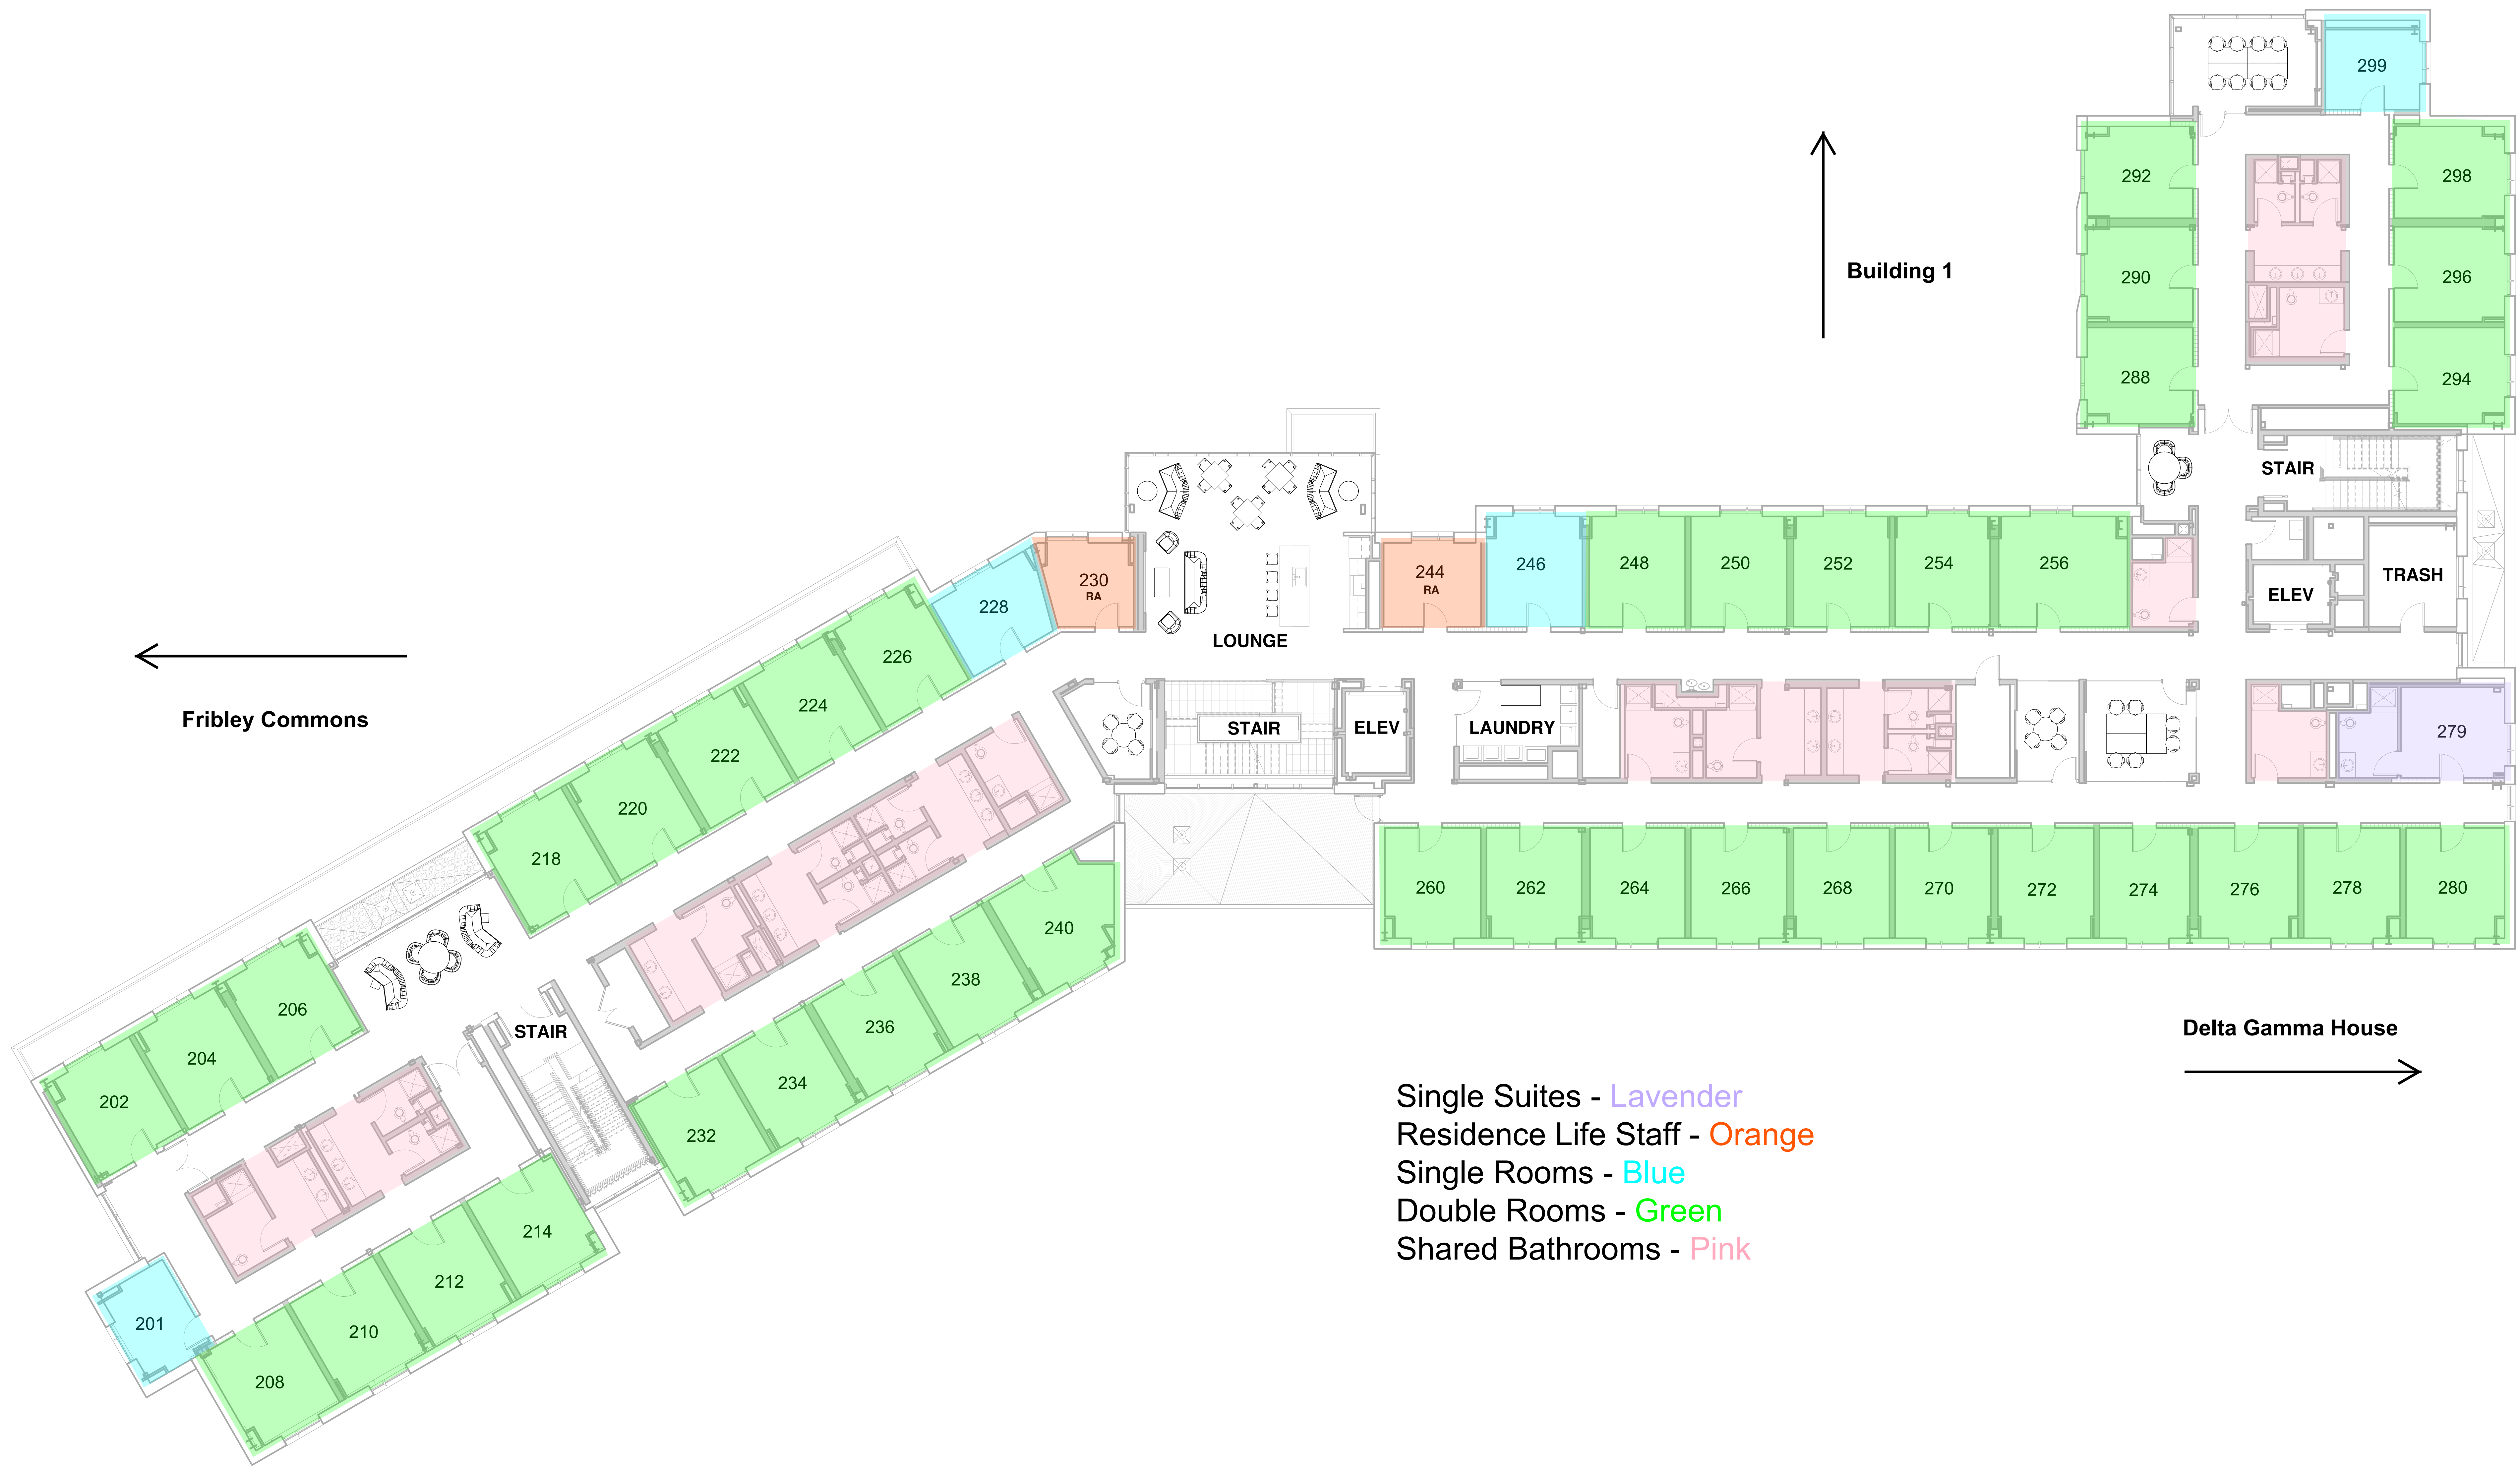 299
292
298
290
296
288
294
Building 1
STAIR
TRASH
ELEV
244
RA
246
248
250
252
254
256
230
RA
228
226
224
222
220
218
LOUNGE
STAIR
ELEV
LAUNDRY
279
Fribley Commons
260
262
264
266
268
270
272
274
276
278
280
240
238
236
234
232
206
204
202
STAIR
214
212
210
208
201
Delta Gamma House
Single Suites - Lavender
Residence Life Staff - Orange
Single Rooms - Blue
Double Rooms - Green
Shared Bathrooms - Pink